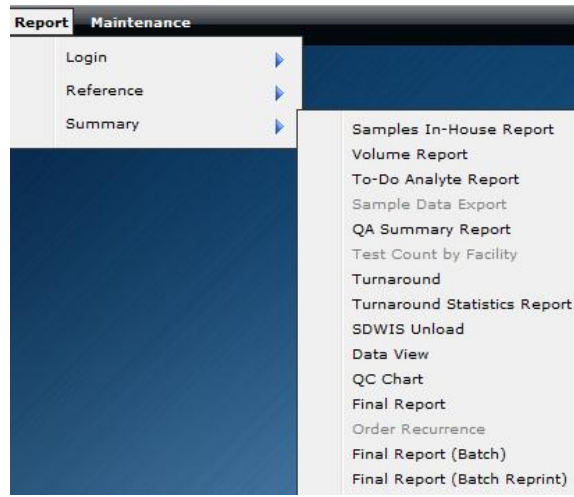 Report Maintenance
Login
Reference
Summary
Samples In-House Report
Volume Report
To-Do Analyte Report
Sample Data Export
QA Summary Report
Test Count by Facility
Turnaround
Turnaround Statistics Report
SDWIS Unload
Data View
QC Chart
Final Report
Order Recurrence
Final Report (Batch)
Final Report (Batch Reprint)